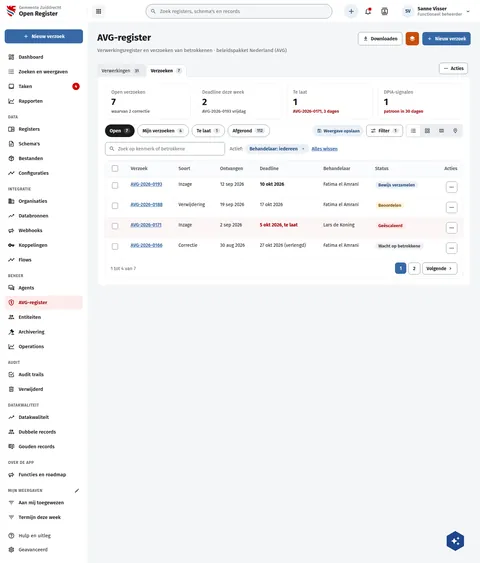 Gemeente Juridrecht
Open Register
Zoek registers, schema's en records
SV
Sanne Visser
Functioneel beheerder
+ Nieuw verzoek
Dashboard
Zoeken en weergaven
Taken
Rapporten
DATA
Registers
Schema's
Bestanden
Configuraties
INTEGRATIE
Organisaties
Databronnen
Webhooks
Koppelingen
Flows
BEHEER
Agents
AVG-register
Entiteiten
Archivering
Operations
AUDIT
Audit trails
Verwijderd
DATAKWALITEIT
Datakwaliteit
Dubbele records
Gouden records
OVER DE APP
Functies en roadmap
MIJN WEERGAVEN
Aan mij toegewezen
Termijn deze week
Hulp en uitleg
Geavanceerd
AVG-register
Verwerkingsregister en verzoeken van betrokkenen · beleidspakket Nederland (AVG)
Downloaden
+ Nieuw verzoek
Verwerkingen 31
Verzoeken 7
Acties
Open verzoeken
7
waarvan 2 correctie
Deadline deze week
2
AVG-2026-0193 vrijdag
Te laat
1
AVG-2026-0171, 3 dagen
DPIA-signalen
1
patroon in 30 dagen
Open 7
Mijn verzoeken 4
Te laat 1
Afgerond 112
Weergave opslaan
Filter 1
Zoek op kenmerk of betrokkene
Actief:
Behandelaar: iedereen ×
Alles wissen
Verzoek Soort Ontvangen Deadline Behandelaar Status Acties
AVG-2026-0193 Inzage 12 sep 2026 10 okt 2026 Fatima el Amrani Bewijs verzamelen
AVG-2026-0188 Verwijdering 19 sep 2026 17 okt 2026 Fatima el Amrani Beoordelen
AVG-2026-0171 Inzage 2 sep 2026 5 okt 2026, te laat Lars de Koning Geëscaleerd
AVG-2026-0166 Correctie 30 aug 2026 27 okt 2026 (verlengd) Fatima el Amrani Wacht op betrokkene
1 tot 4 van 7
1 2 Volgende